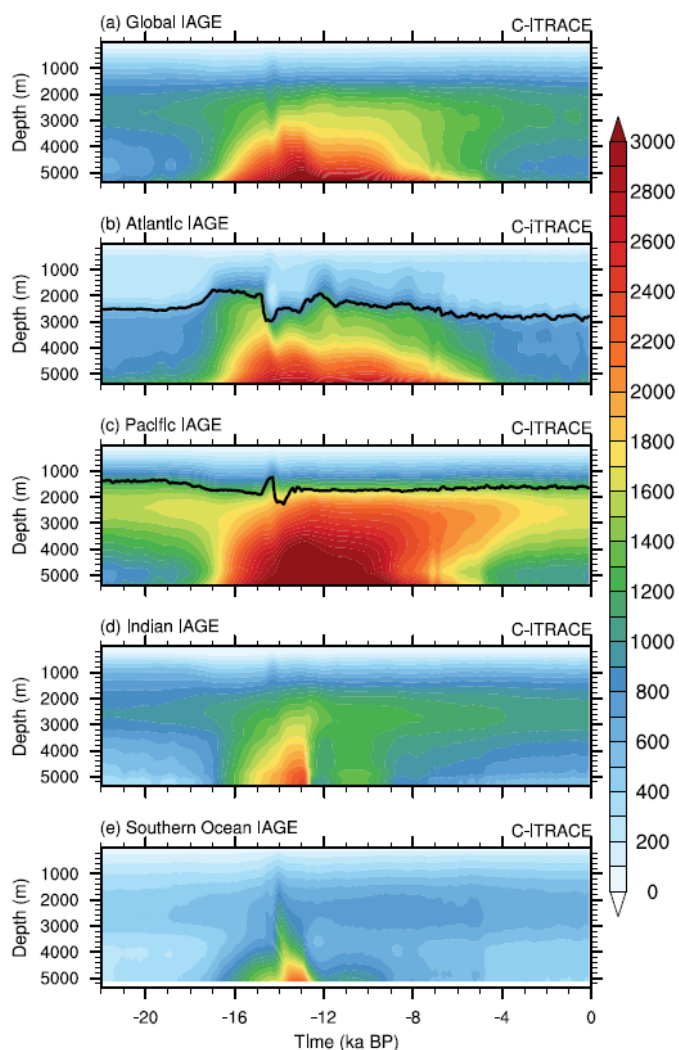 (a) Global IAGE
C-ITRACE
Depth (m)
1000
2000
3000
4000
5000
(b) Atlantic IAGE
C-iTRACE
Depth (m)
1000
2000
3000
4000
5000
(c) Pacific IAGE
C-ITRACE
Depth (m)
1000
2000
3000
4000
5000
(d) Indian IAGE
C-ITRACE
Depth (m)
1000
2000
3000
4000
5000
(e) Southern Ocean IAGE
C-ITRACE
Depth (m)
1000
2000
3000
4000
5000
-20
-16
-12
-8
-4
0
Time (ka BP)
3000
2800
2600
2400
2200
2000
1800
1600
1400
1200
1000
800
600
400
200
0